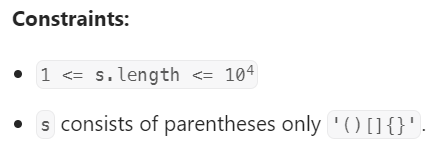 Constraints:
1 <= s.length <= 10⁴
s consists of parentheses only '()[]{}'.